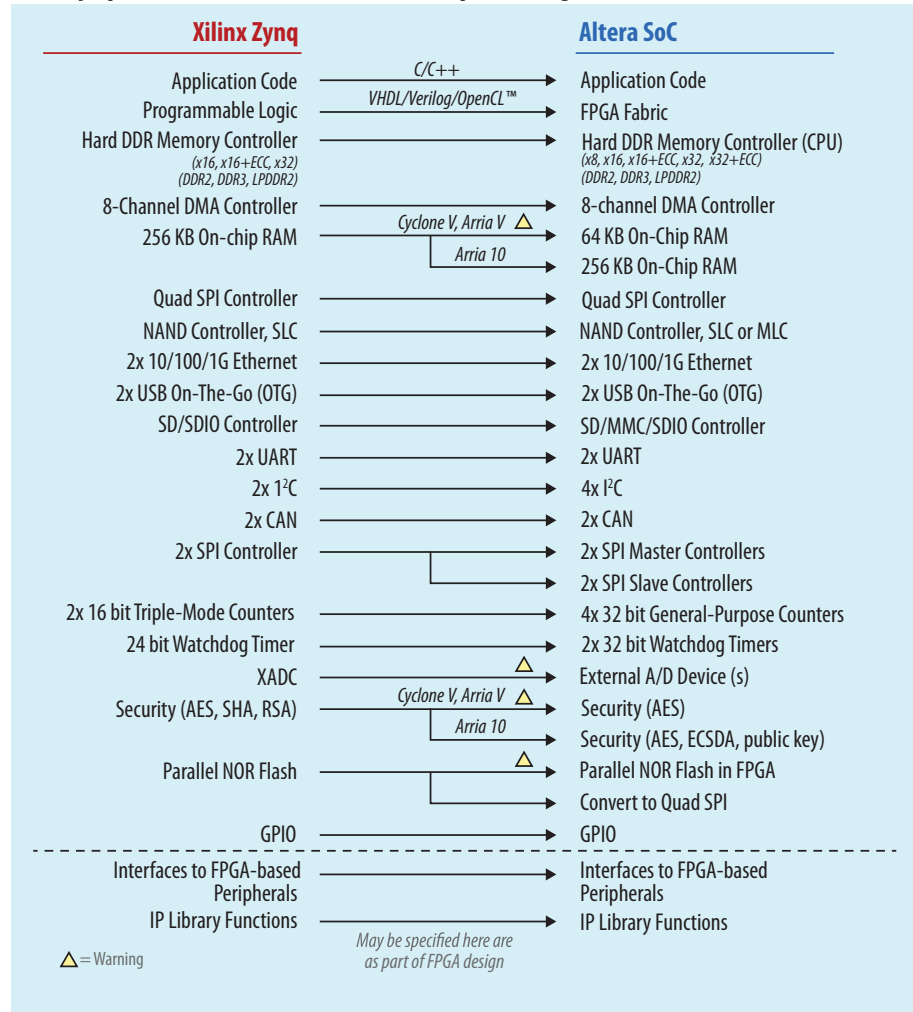 Xilinx Zynq Altera SoC
Application Code C/C++ Application Code
Programmable Logic VHDL/Verilog/OpenCL™ FPGA Fabric
Hard DDR Memory Controller Hard DDR Memory Controller (CPU)
(x16, x16+ECC, x32) (x8, x16, x16+ECC, x32, x32+ECC)
(DDR2, DDR3, LPDDR2) (DDR2, DDR3, LPDDR2)
8-Channel DMA Controller 8-channel DMA Controller
256 KB On-chip RAM Cyclone V, Arria V 64 KB On-Chip RAM
Arria 10 256 KB On-Chip RAM
Quad SPI Controller Quad SPI Controller
NAND Controller, SLC NAND Controller, SLC or MLC
2x 10/100/1G Ethernet 2x 10/100/1G Ethernet
2x USB On-The-Go (OTG) 2x USB On-The-Go (OTG)
SD/SDIO Controller SD/MMC/SDIO Controller
2x UART 2x UART
2x 1²C 4x I²C
2x CAN 2x CAN
2x SPI Controller 2x SPI Master Controllers
2x SPI Slave Controllers
2x 16 bit Triple-Mode Counters 4x 32 bit General-Purpose Counters
24 bit Watchdog Timer 2x 32 bit Watchdog Timers
XADC External A/D Device (s)
Security (AES, SHA, RSA) Cyclone V, Arria V Security (AES)
Arria 10 Security (AES, ECSDA, public key)
Parallel NOR Flash Parallel NOR Flash in FPGA
Convert to Quad SPI
GPIO GPIO
Interfaces to FPGA-based Interfaces to FPGA-based
Peripherals Peripherals
IP Library Functions IP Library Functions
May be specified here are
as part of FPGA design
= Warning